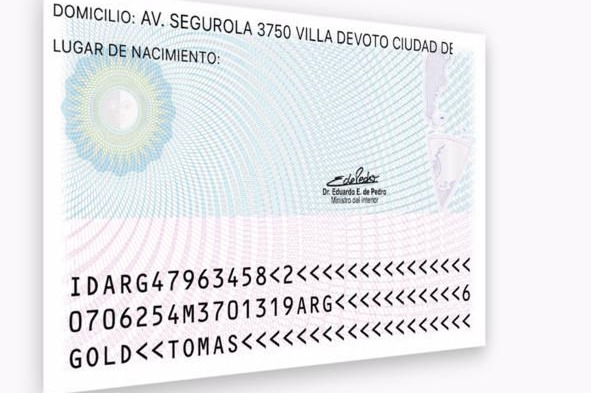 DOMICILIO: AV. SEGUROLA 3750 VILLA DEVOTO CIUDAD DE
LUGAR DE NACIMIENTO:
Dr. Eduardo E. de Pedro
Ministro del Interior
IDARG47963458<2<<<<<<<<<<<<<<<
0706254M3701319ARG<<<<<<<<<<<6
GOLD<<TOMAS<<<<<<<<<<<<<<<<<<<